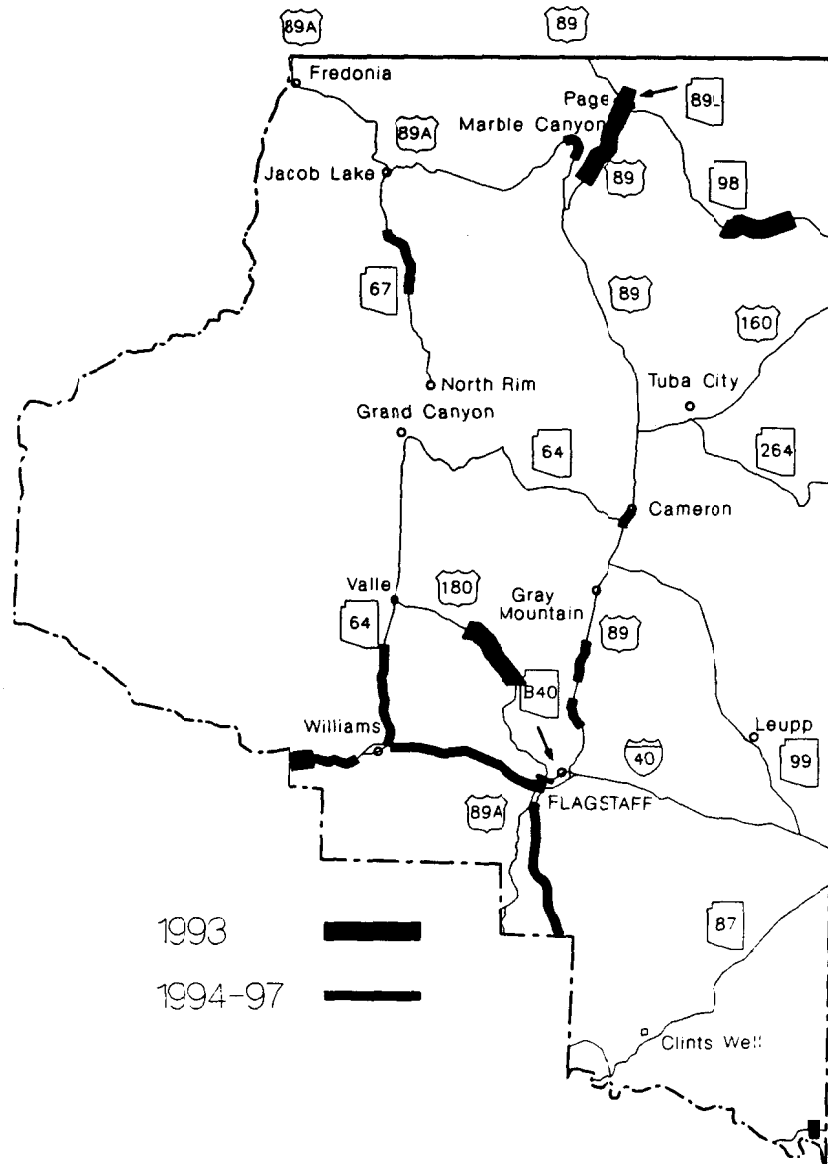 89A
89
Fredonia
Page
89L
Marble Canyon
89A
Jacob Lake
89
98
67
89
160
North Rim
Tuba City
Grand Canyon
64
264
Cameron
Valle
180
Gray
Mountain
64
89
B40
Williams
Leupp
40
99
FLAGSTAFF
89A
87
1993
1994-97
Clints Well